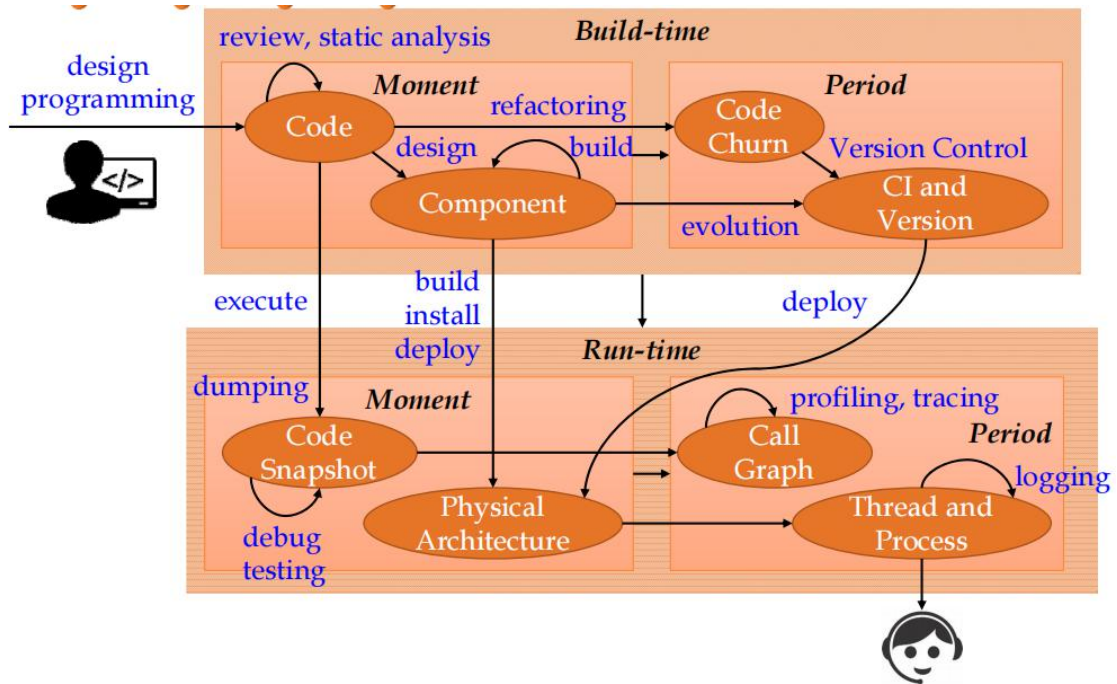 review, static analysis
Build-time
design
programming
Moment
Period
refactoring
Code
Code
Churn
design
build
Version Control
Component
CI and
Version
evolution
build
install
deploy
execute
deploy
Run-time
dumping
Moment
profiling, tracing
Code
Snapshot
Call
Graph
Period
logging
Physical
Architecture
Thread and
Process
debug
testing